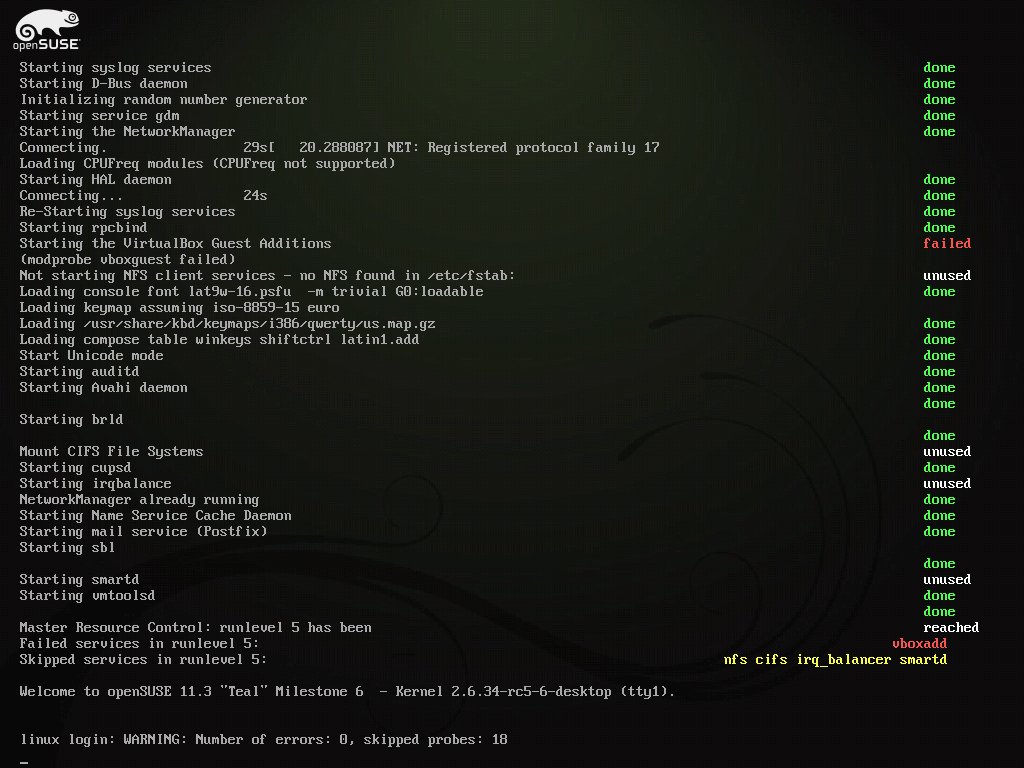 openSUSE
Starting syslog services done
Starting D-Bus daemon done
Initializing random number generator done
Starting service gdm done
Starting the NetworkManager done
Connecting. 29s[ 20.288087] NET: Registered protocol family 17
Loading CPUFreq modules (CPUFreq not supported)
Starting HAL daemon done
Connecting... 24s done
Re-Starting syslog services done
Starting rpcbind done
Starting the VirtualBox Guest Additions failed
(modprobe vboxguest failed)
Not starting NFS client services - no NFS found in /etc/fstab: unused
Loading console font lat9w-16.psfu -m trivial G0:loadable done
Loading keymap assuming iso-8859-15 euro
Loading /usr/share/kbd/keymaps/i386/qwerty/us.map.gz done
Loading compose table winkeys shiftctrl latin1.add done
Start Unicode mode done
Starting auditd done
Starting Avahi daemon done
done
Starting brld
done
Mount CIFS File Systems unused
Starting cupsd done
Starting irqbalance unused
NetworkManager already running done
Starting Name Service Cache Daemon done
Starting mail service (Postfix) done
Starting sbl
done
Starting smartd unused
Starting vmtoolsd done
done
Master Resource Control: runlevel 5 has been reached
Failed services in runlevel 5: vboxadd
Skipped services in runlevel 5: nfs cifs irq_balancer smartd
Welcome to openSUSE 11.3 "Teal" Milestone 6 - Kernel 2.6.34-rc5-6-desktop (tty1).
linux login: WARNING: Number of errors: 0, skipped probes: 18
_